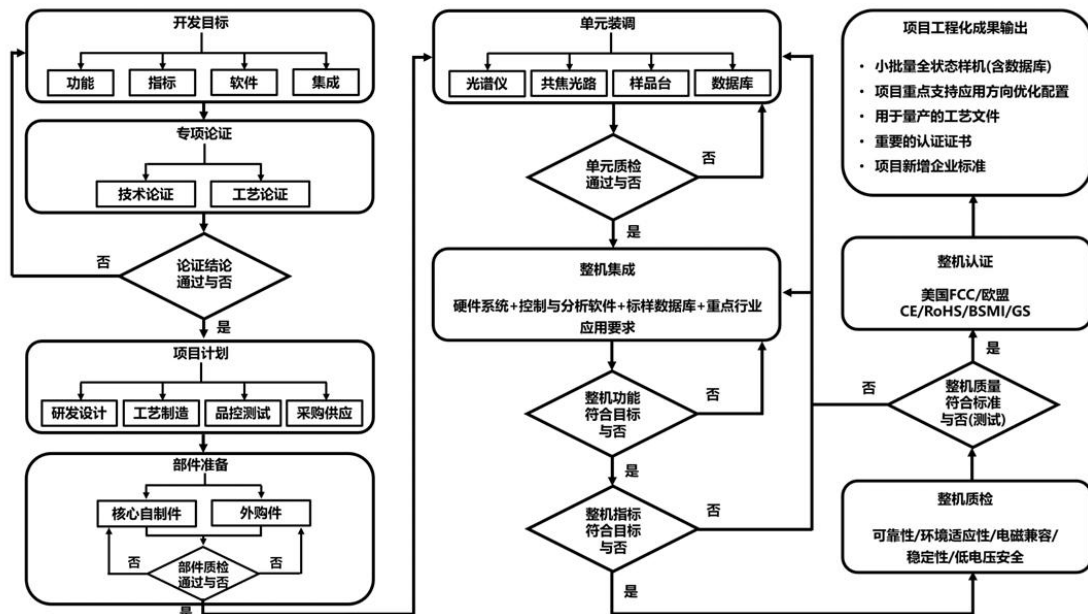 开发目标
功能
指标
软件
集成
专项论证
技术论证
工艺论证
论证结论
通过与否
否
是
项目计划
研发设计
工艺制造
品控测试
采购供应
部件准备
核心自制件
外购件
否
否
部件质检
通过与否
是
单元装调
光谱仪
共焦光路
样品台
数据库
单元质检
通过与否
否
是
整机集成
硬件系统+控制与分析软件+标样数据库+重点行业
应用要求
整机功能
符合目标
与否
否
是
整机指标
符合目标
与否
否
是
整机质检
可靠性/环境适应性/电磁兼容/
稳定性/低电压安全
整机质量
符合标准
与否(测试)
否
是
整机认证
美国FCC/欧盟
CE/RoHS/BSMI/GS
项目工程化成果输出
• 小批量全状态样机(含数据库)
• 项目重点支持应用方向优化配置
• 用于量产的工艺文件
• 重要的认证证书
• 项目新增企业标准